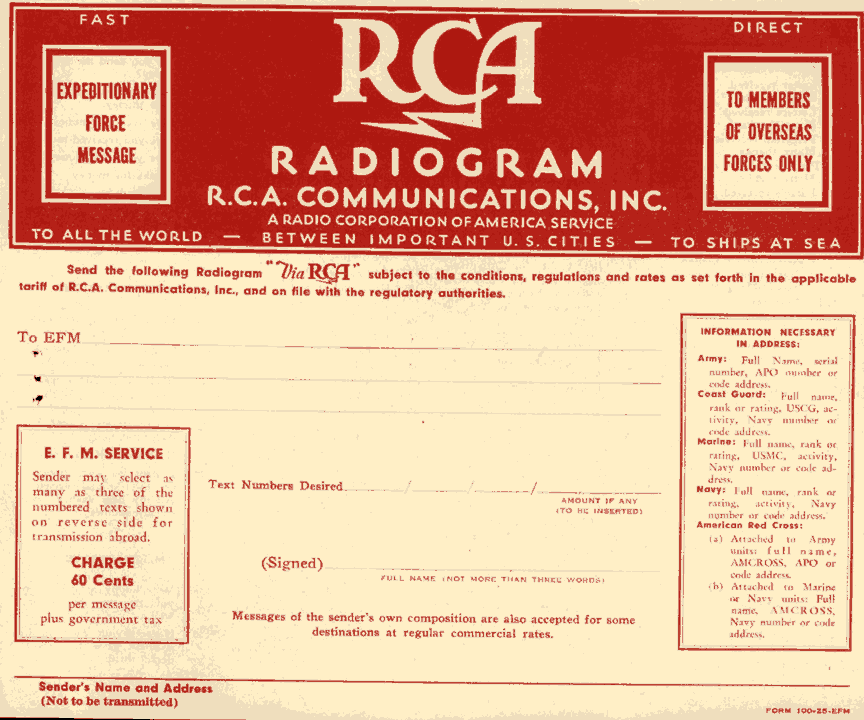 FAST
DIRECT
RCA
EXPEDITIONARY
FORCE
MESSAGE
TO MEMBERS
OF OVERSEAS
FORCES ONLY
RADIOGRAM
R.C.A. COMMUNICATIONS, INC.
A RADIO CORPORATION OF AMERICA SERVICE
TO ALL THE WORLD — BETWEEN IMPORTANT U. S. CITIES — TO SHIPS AT SEA
Send the following Radiogram "Via RCA" subject to the conditions, regulations and rates as set forth in the applicable
tariff of R.C.A. Communications, Inc., and on file with the regulatory authorities.
To EFM
E. F. M. SERVICE
Sender may select as
many as three of the
numbered texts shown
on reverse side for
transmission abroad.
CHARGE
60 Cents
per message
plus government tax
Text Numbers Desired / / /
AMOUNT IF ANY
(TO BE INSERTED)
(Signed)
FULL NAME (NOT MORE THAN THREE WORDS)
Messages of the sender's own composition are also accepted for some
destinations at regular commercial rates.
INFORMATION NECESSARY
IN ADDRESS:
Army: Full Name, serial
number, APO number or
code address.
Coast Guard: Full name,
rank or rating, USCG, ac-
tivity, Navy number or
code address.
Marine: Full name, rank or
rating, USMC, activity,
Navy number or code ad-
dress.
Navy: Full name, rank or
rating, activity, Navy
number or code address.
American Red Cross:
(a) Attached to Army
units: full name,
AMCROSS, APO or
code address.
(b) Attached to Marine
or Navy units: Full
name, AMCROSS,
Navy number or code
address.
Sender's Name and Address
(Not to be transmitted)
FORM 100-25-EFM